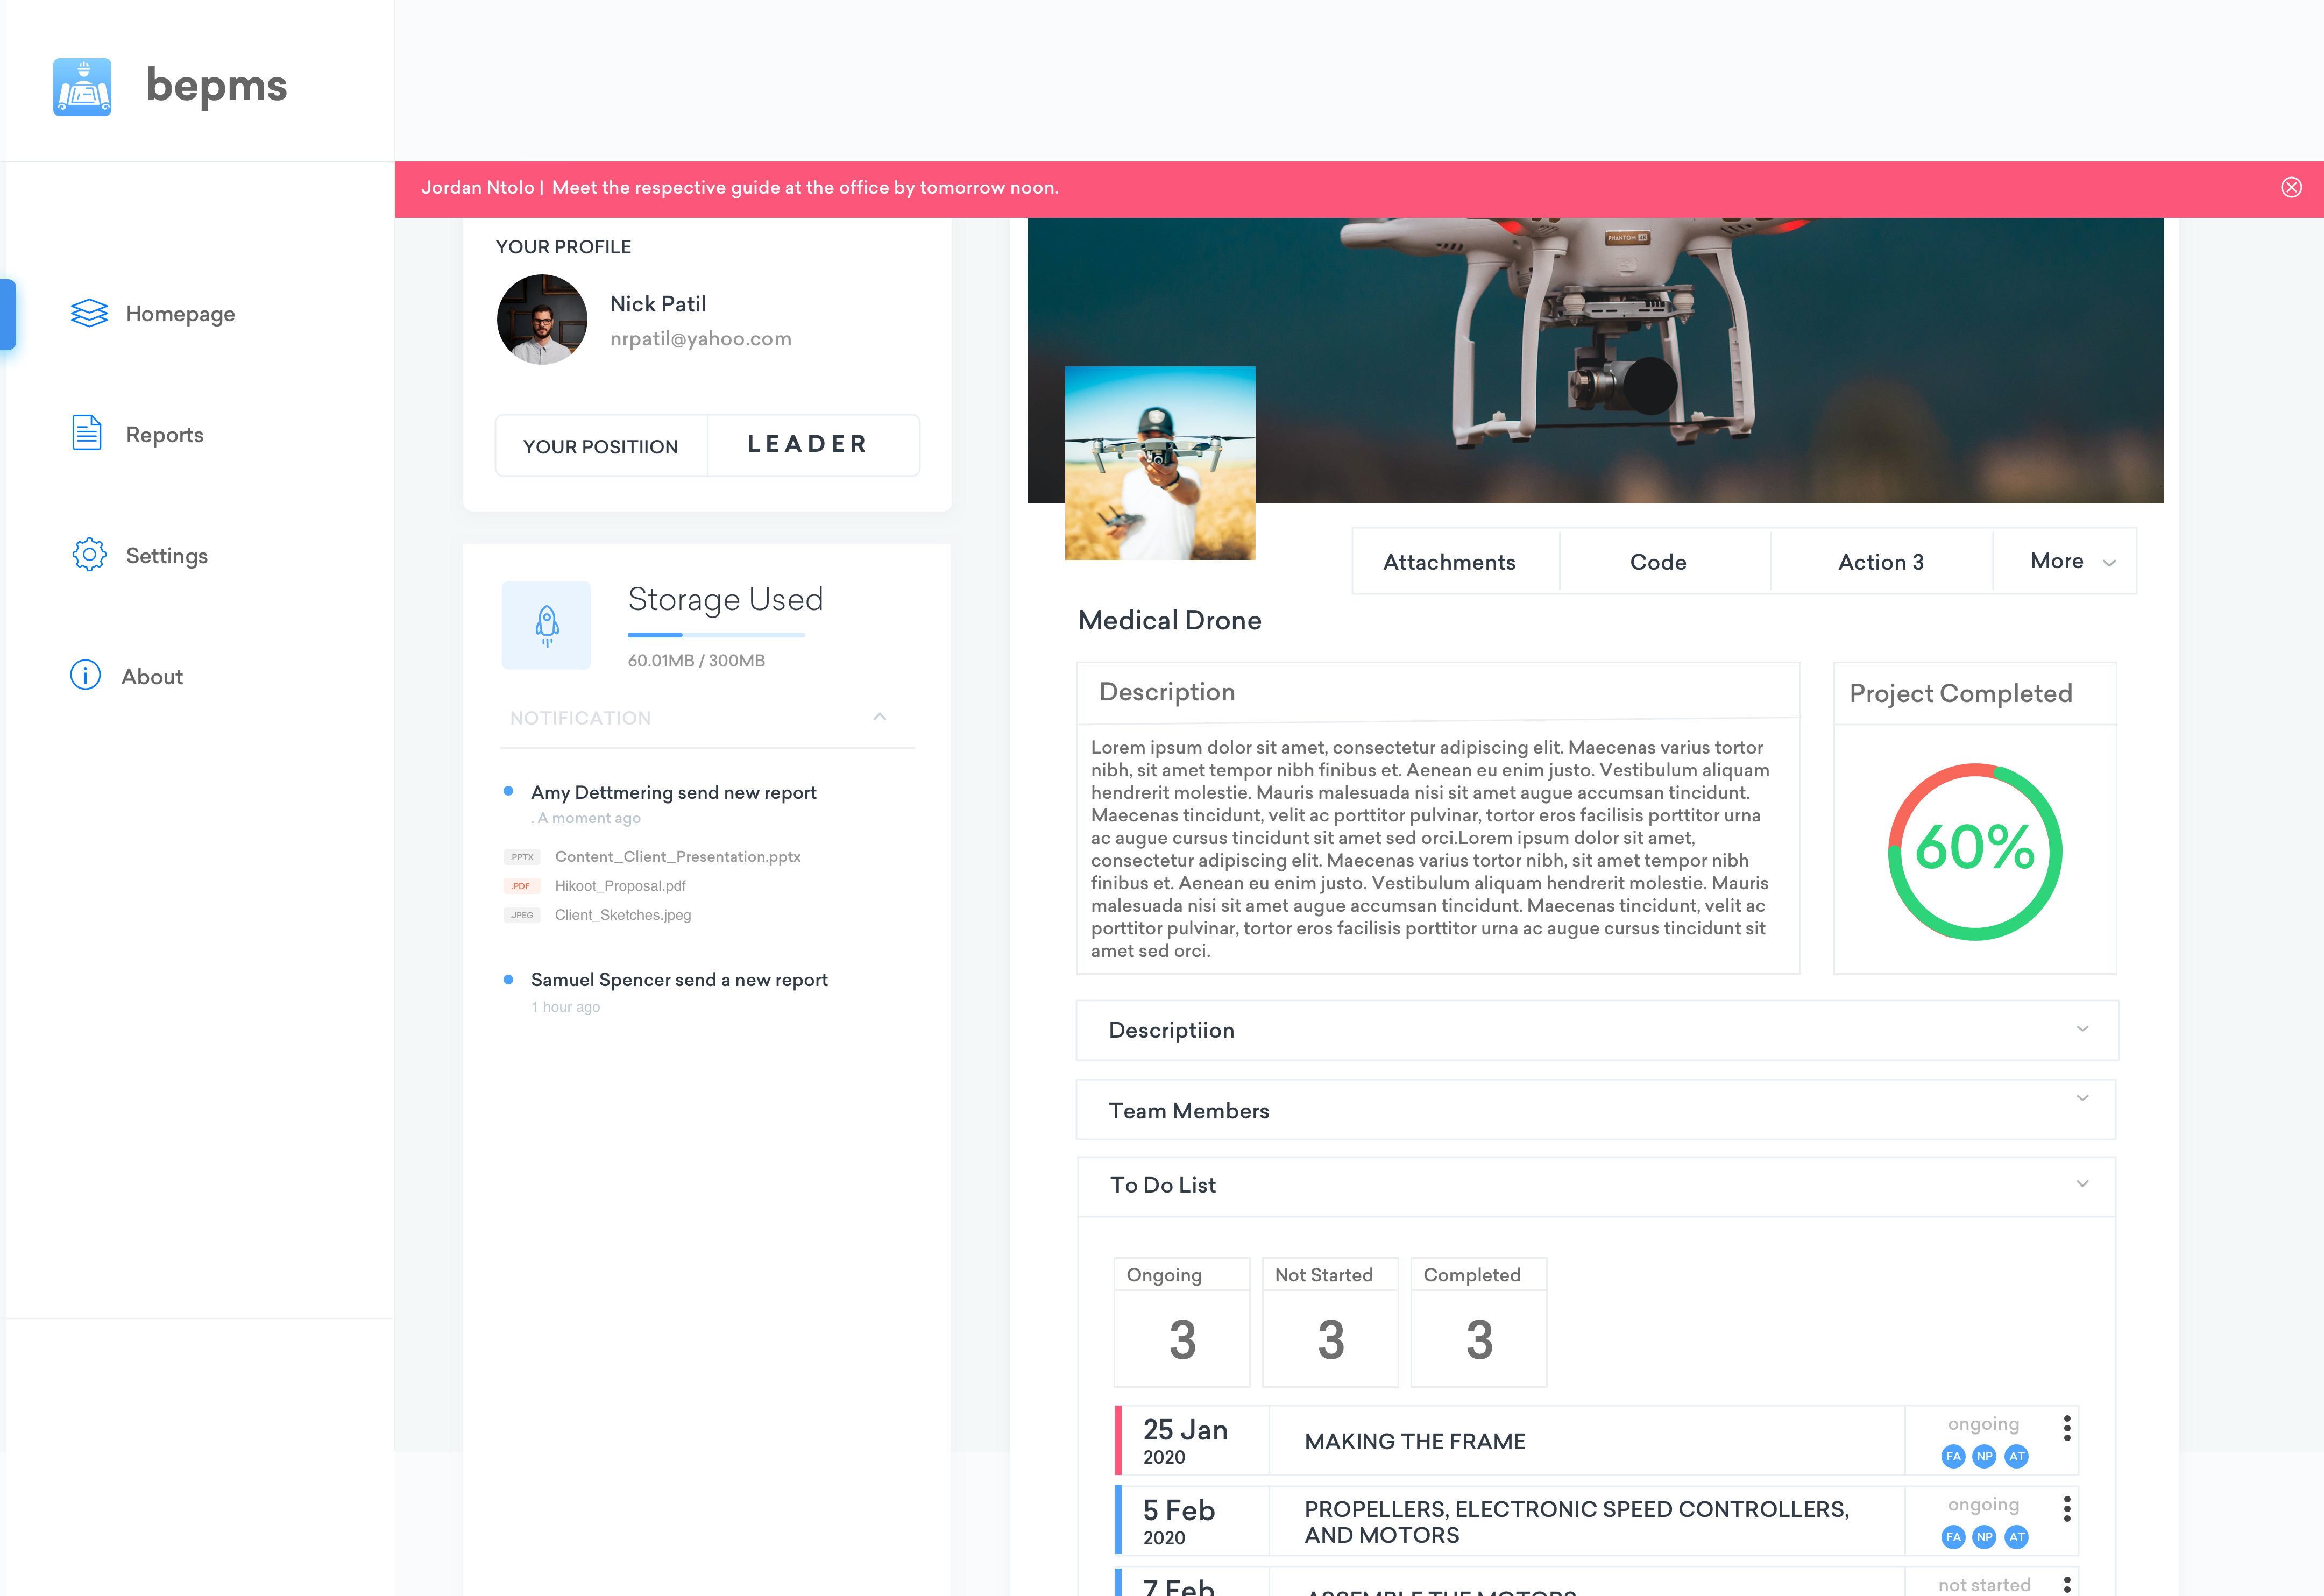 bepms
Jordan Ntolo | Meet the respective guide at the office by tomorrow noon.
Homepage
Reports
Settings
About
YOUR PROFILE
Nick Patil
nrpatil@yahoo.com
YOUR POSITIION
LEADER
Storage Used
60.01MB / 300MB
NOTIFICATION
Amy Dettmering send new report
. A moment ago
.PPTX Content_Client_Presentation.pptx
.PDF Hikoot_Proposal.pdf
.JPEG Client_Sketches.jpeg
Samuel Spencer send a new report
1 hour ago
PHANTOM 4K
Attachments
Code
Action 3
More
Medical Drone
Description
Lorem ipsum dolor sit amet, consectetur adipiscing elit. Maecenas varius tortor
nibh, sit amet tempor nibh finibus et. Aenean eu enim justo. Vestibulum aliquam
hendrerit molestie. Mauris malesuada nisi sit amet augue accumsan tincidunt.
Maecenas tincidunt, velit ac porttitor pulvinar, tortor eros facilisis porttitor urna
ac augue cursus tincidunt sit amet sed orci.Lorem ipsum dolor sit amet,
consectetur adipiscing elit. Maecenas varius tortor nibh, sit amet tempor nibh
finibus et. Aenean eu enim justo. Vestibulum aliquam hendrerit molestie. Mauris
malesuada nisi sit amet augue accumsan tincidunt. Maecenas tincidunt, velit ac
porttitor pulvinar, tortor eros facilisis porttitor urna ac augue cursus tincidunt sit
amet sed orci.
Project Completed
60%
Descriptiion
Team Members
To Do List
Ongoing
3
Not Started
3
Completed
3
25 Jan
2020
MAKING THE FRAME
ongoing
FA NP AT
5 Feb
2020
PROPELLERS, ELECTRONIC SPEED CONTROLLERS,
AND MOTORS
ongoing
FA NP AT
7 Feb
ASSEMBLE THE MOTORS
not started